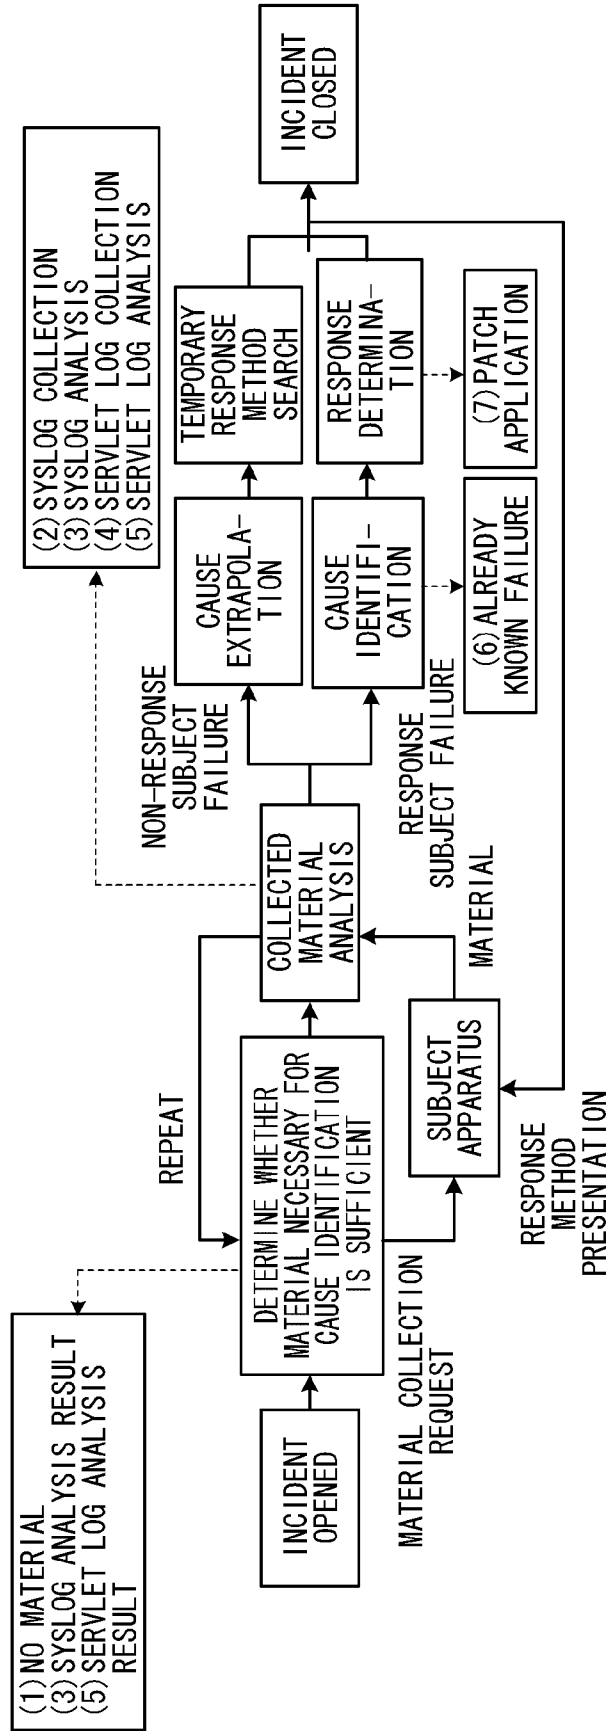 (1)NO MATERIAL
(3)SYSLOG ANALYSIS RESULT
(5)SERVLET LOG ANALYSIS
RESULT
(2)SYSLOG COLLECTION
(3)SYSLOG ANALYSIS
(4)SERVLET LOG COLLECTION
(5)SERVLET LOG ANALYSIS
INCIDENT
OPENED
DETERMINE WHETHER
MATERIAL NECESSARY FOR
CAUSE IDENTIFICATION
IS SUFFICIENT
REPEAT
COLLECTED
MATERIAL
ANALYSIS
MATERIAL COLLECTION
REQUEST
SUBJECT
APPARATUS
MATERIAL
NON-RESPONSE
SUBJECT
FAILURE
RESPONSE
SUBJECT FAILURE
CAUSE
EXTRAPOLA-
TION
TEMPORARY
RESPONSE
METHOD
SEARCH
CAUSE
IDENTIFI-
CATION
RESPONSE
DETERMINA-
TION
(6)ALREADY
KNOWN FAILURE
(7)PATCH
APPLICATION
INCIDENT
CLOSED
RESPONSE
METHOD
PRESENTATION